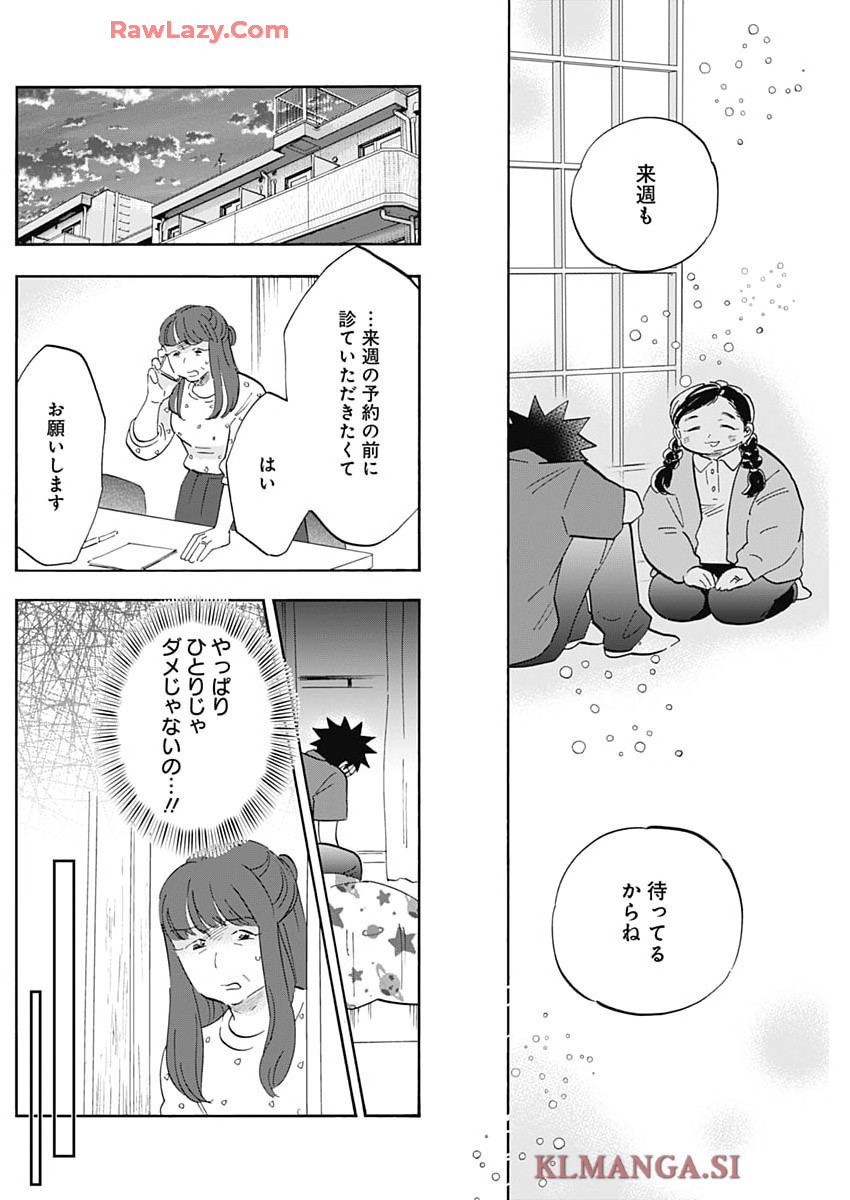 RawLazy.Com
来週も
待ってる
からね
…来週の予約の前に
診ていただきたくて
はい
お願いします
やっぱり
ひとりじゃ
ダメじゃないの…!!
KLMANGA.SI